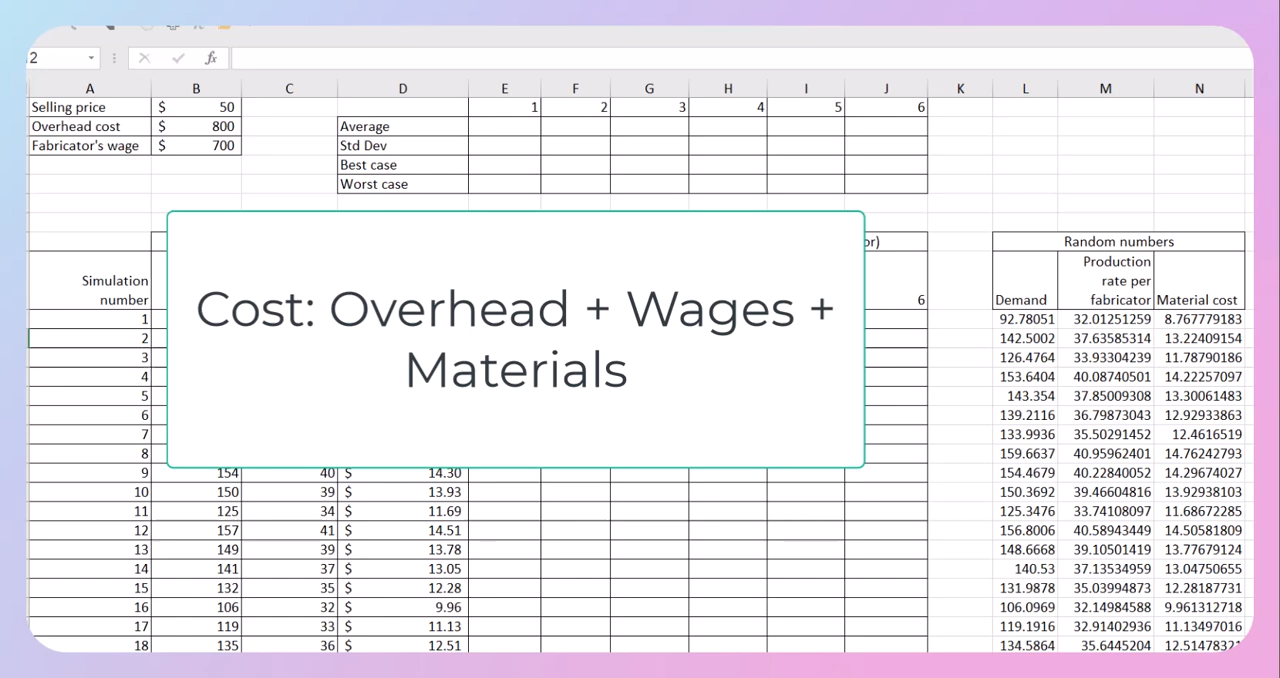 2
A B C D E F G H I J K L M N
Selling price $ 50 1 2 3 4 5 6
Overhead cost $ 800 Average
Fabricator's wage $ 700 Std Dev
Best case
Worst case
or) Random numbers
Simulation number 6 Demand Production rate per fabricator Material cost
1 92.78051 32.01251259 8.767779183
2 142.5002 37.63585314 13.22409154
3 126.4764 33.93304239 11.78790186
4 153.6404 40.08740501 14.22257097
5 143.354 37.85009308 13.30061483
6 139.2116 36.79873043 12.92933863
7 133.9936 35.50291452 12.4616519
8 159.6637 40.95962401 14.76242793
Cost: Overhead + Wages +
Materials
9 154 40 $ 14.30 154.4679 40.22840052 14.29674027
10 150 39 $ 13.93 150.3692 39.46604816 13.92938103
11 125 34 $ 11.69 125.3476 33.74108097 11.68672285
12 157 41 $ 14.51 156.8006 40.58943449 14.50581809
13 149 39 $ 13.78 148.6668 39.10501419 13.77679124
14 141 37 $ 13.05 140.53 37.13534959 13.04750655
15 132 35 $ 12.28 131.9878 35.03994873 12.28187731
16 106 32 $ 9.96 106.0969 32.14984588 9.961312718
17 119 33 $ 11.13 119.1916 32.91402936 11.13497016
18 135 36 $ 12.51 134.5864 35.6445204 12.51478321